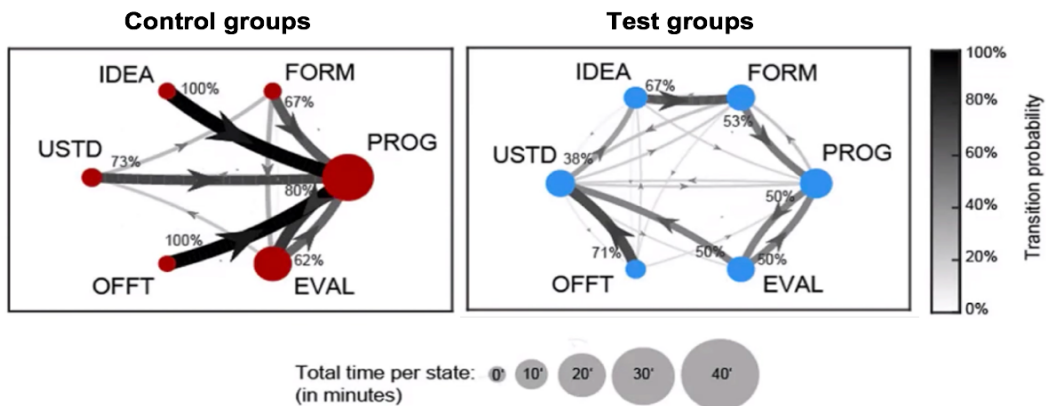 Control groups
Test groups
IDEA
100%
FORM
67%
USTD
73%
PROG
80%
100%
OFFT
62%
EVAL
IDEA
67%
FORM
53%
USTD
38%
PROG
50%
71%
50%
50%
OFFT
EVAL
100%
80%
60%
40%
20%
0%
Transition probability
Total time per state:
(in minutes)
0'
10'
20'
30'
40'